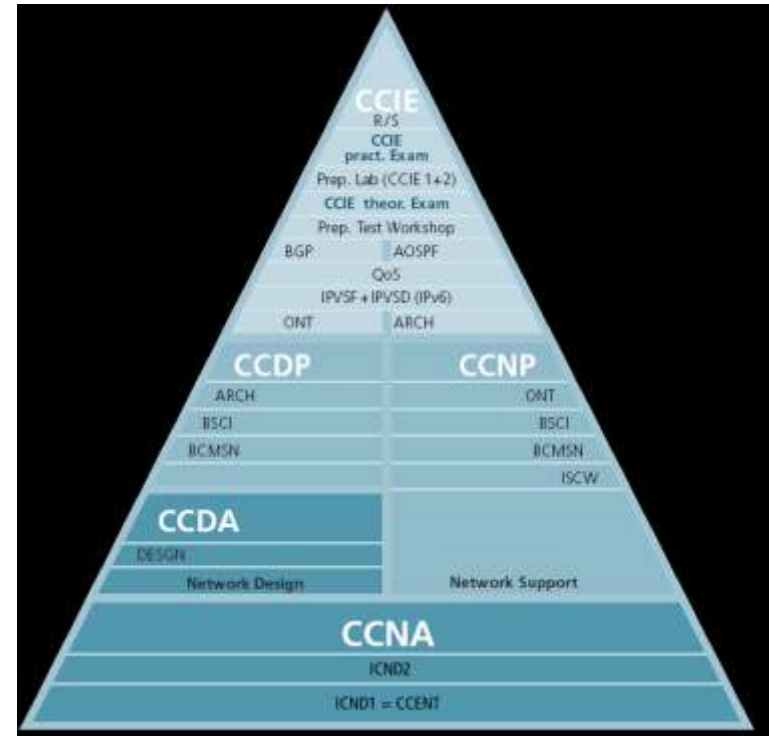 CCIE
R/S
CCIE
pract. Exam
Prep. Lab (CCIE 1+2)
CCIE theor. Exam
Prep. Test Workshop
BGP AOSPF
QoS
IPVSF + IPVSD (IPv6)
ONT ARCH
CCDP CCNP
ARCH ONT
BSCI BSCI
BCMSN BCMSN
ISCW
CCDA
DESGN
Network Design Network Support
CCNA
ICND2
ICND1 = CCENT